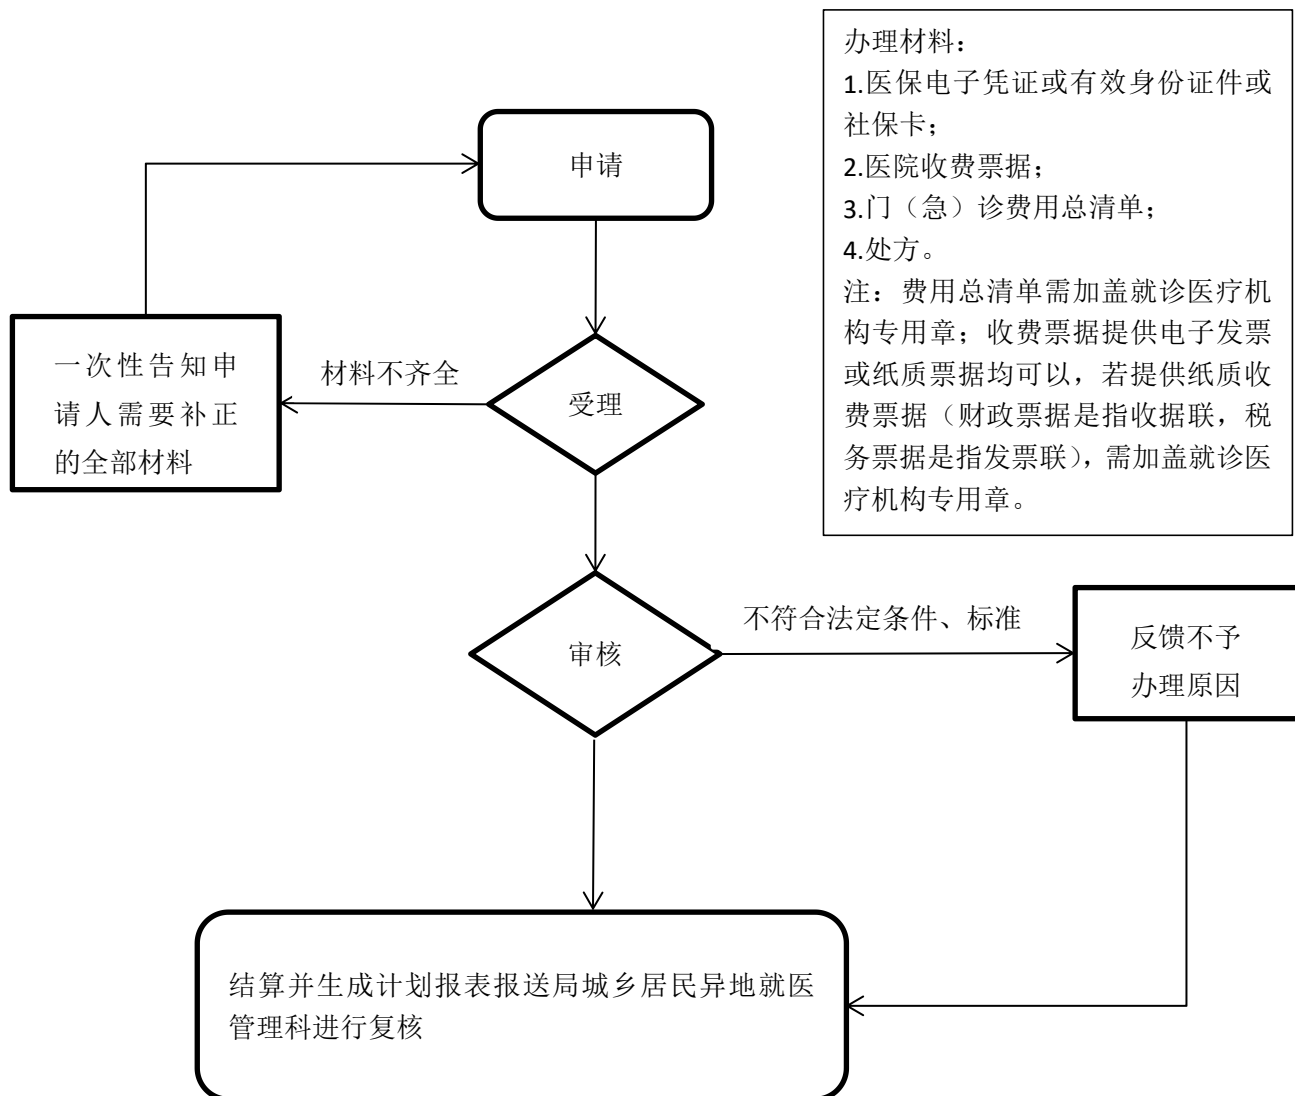 办理材料：
1.医保电子凭证或有效身份证件或
社保卡；
2.医院收费票据；
3.门（急）诊费用总清单；
4.处方。
注：费用总清单需加盖就诊医疗机
构专用章；收费票据提供电子发票
或纸质票据均可以，若提供纸质收
费票据（财政票据是指收据联，税
务票据是指发票联），需加盖就诊医
疗机构专用章。
申请
一次性告知申
请人需要补正
的全部材料
材料不齐全
受理
审核
不符合法定条件、标准
反馈不予
办理原因
结算并生成计划报表报送局城乡居民异地就医
管理科进行复核